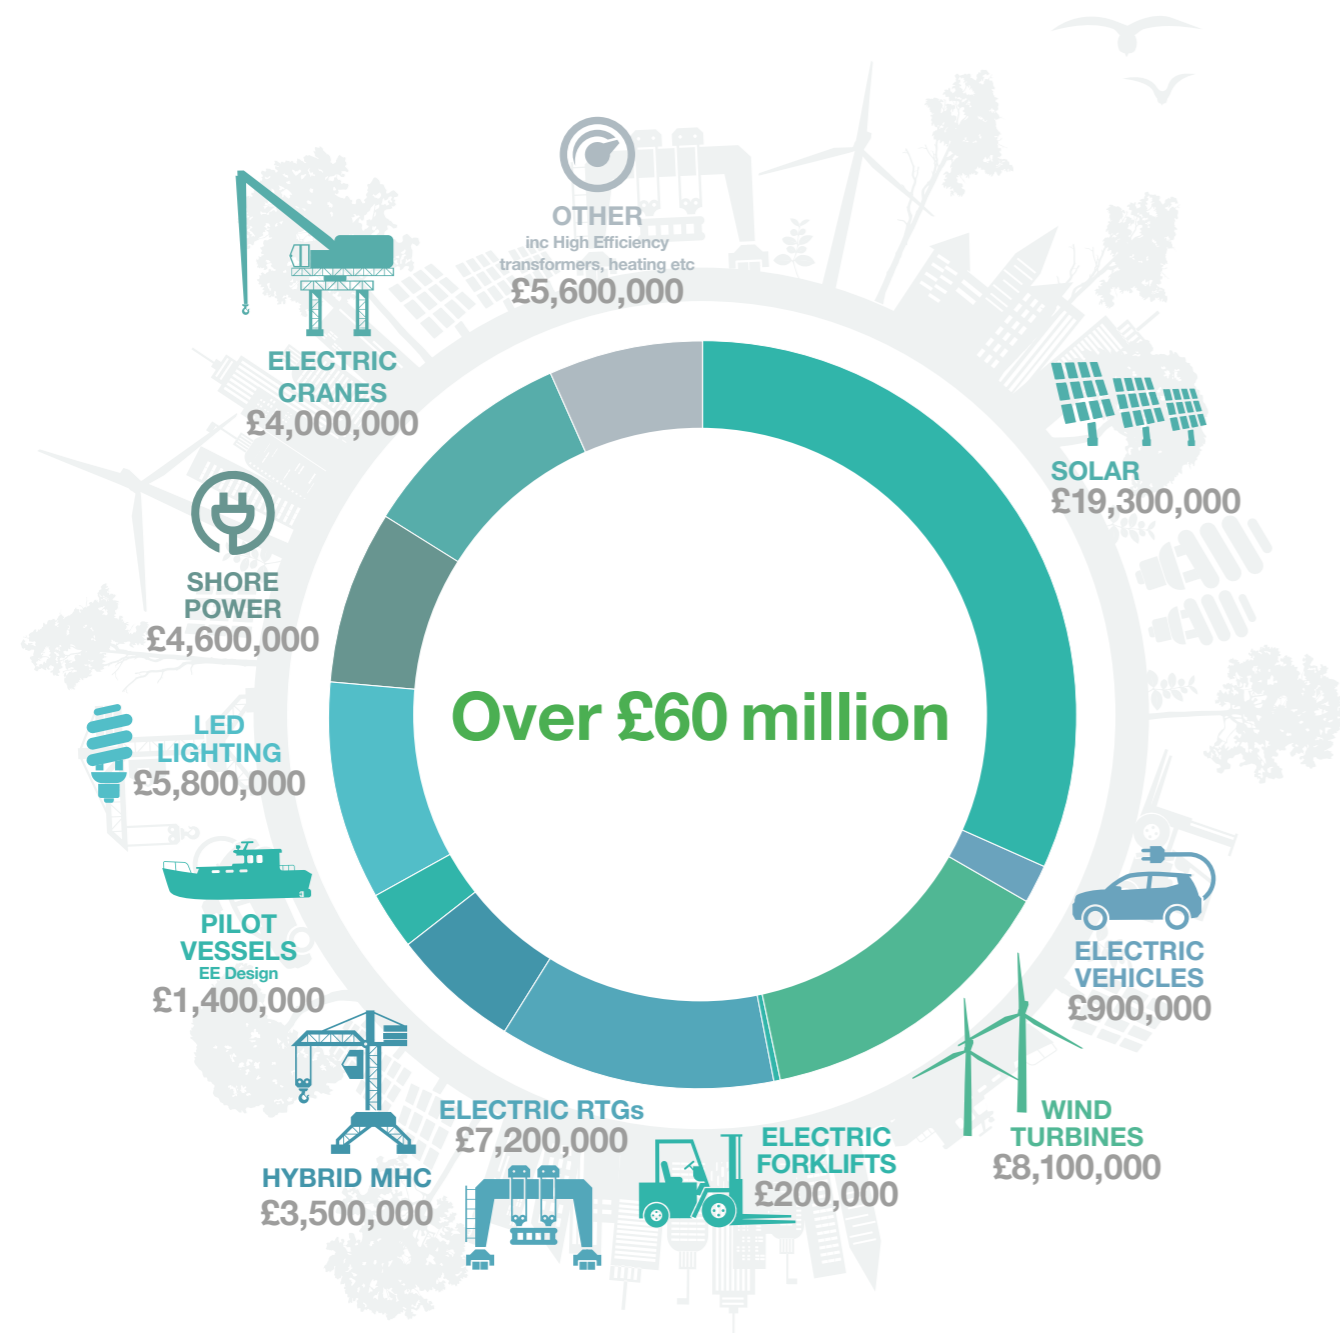 OTHER
inc High Efficiency
transformers, heating etc
£5,600,000
ELECTRIC
CRANES
£4,000,000
SOLAR
£19,300,000
SHORE
POWER
£4,600,000
Over £60 million
LED
LIGHTING
£5,800,000
PILOT
VESSELS
EE Design
£1,400,000
ELECTRIC
VEHICLES
£900,000
WIND
TURBINES
£8,100,000
ELECTRIC RTGs
£7,200,000
ELECTRIC
FORKLIFTS
£200,000
HYBRID MHC
£3,500,000